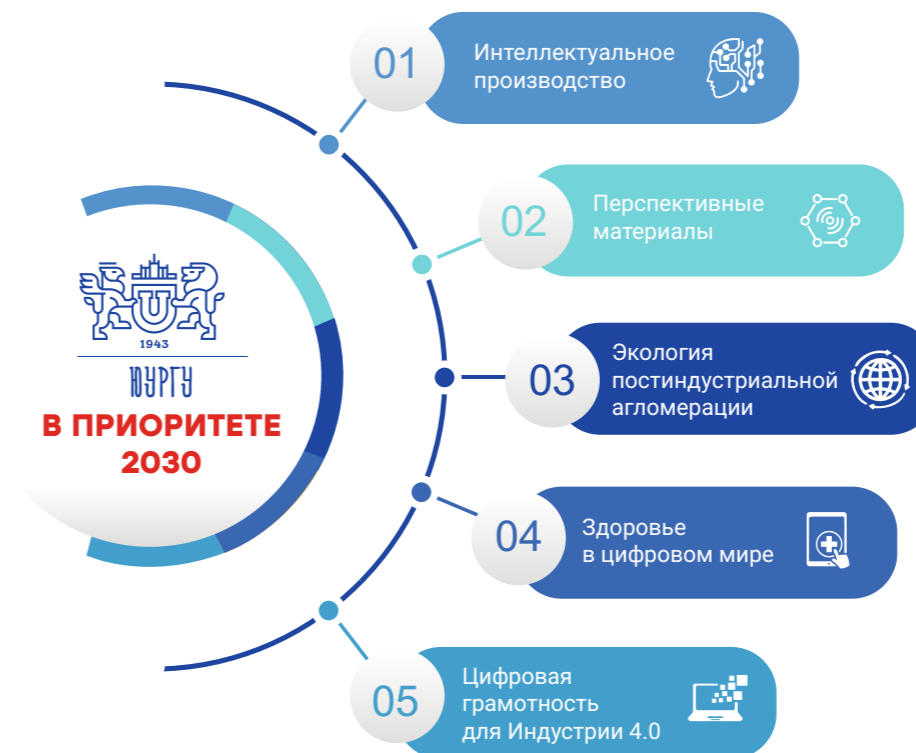 01
Интеллектуальное
производство
02
Перспективные
материалы
1943
ЮУРГУ
В ПРИОРИТЕТЕ
2030
03
Экология
постиндустриальной
агломерации
04
Здоровье
в цифровом мире
05
Цифровая
грамотность
для Индустрии 4.0